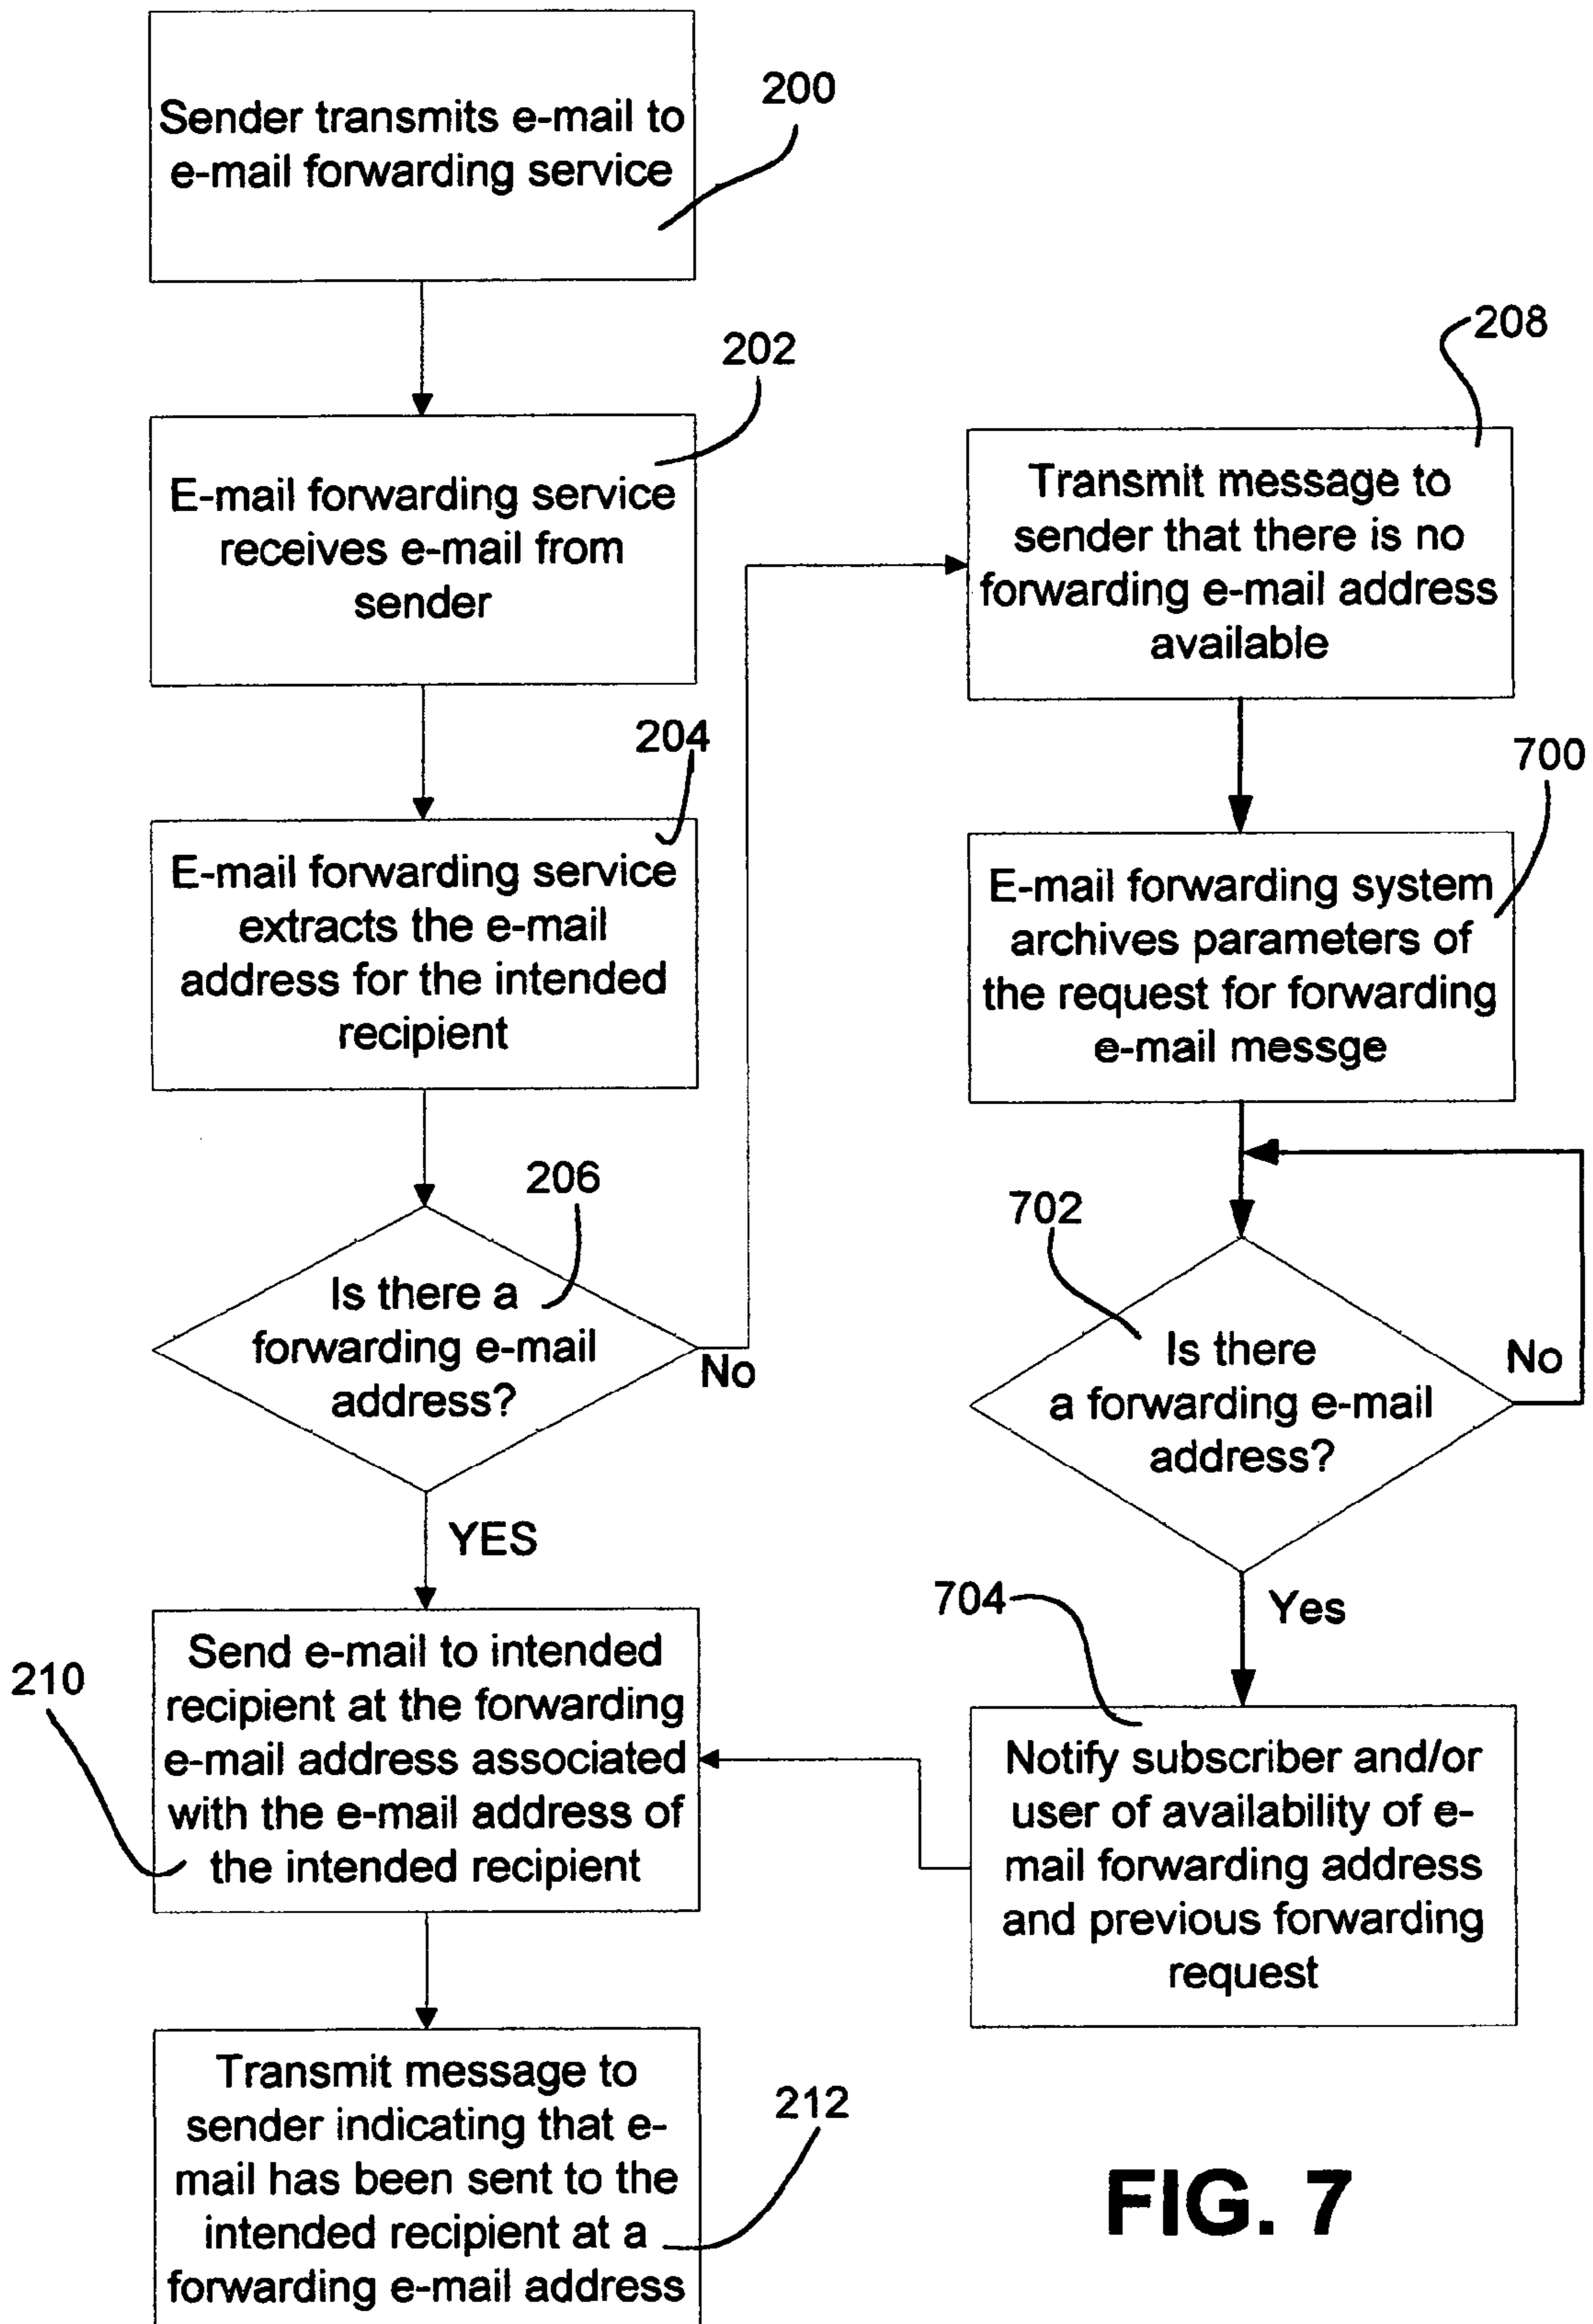 200
Sender transmits e-mail to
e-mail forwarding service
202
E-mail forwarding service
receives e-mail from
sender
204
E-mail forwarding service
extracts the e-mail
address for the intended
recipient
206
Is there a
forwarding e-mail
address?
No
YES
210
Send e-mail to intended
recipient at the forwarding
e-mail address associated
with the e-mail address of
the intended recipient
212
Transmit message to
sender indicating that e-
mail has been sent to the
intended recipient at a
forwarding e-mail address
208
Transmit message to
sender that there is no
forwarding e-mail address
available
700
E-mail forwarding system
archives parameters of
the request for forwarding
e-mail messge
702
Is there
a forwarding e-mail
address?
No
Yes
704
Notify subscriber and/or
user of availability of e-
mail forwarding address
and previous forwarding
request
FIG. 7